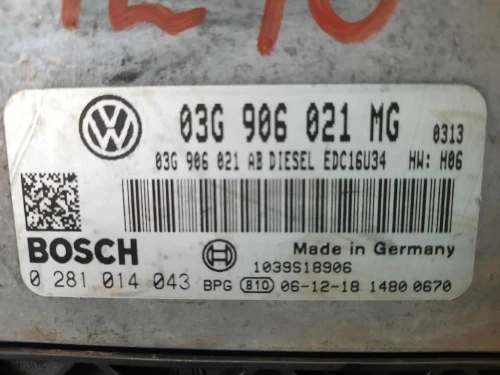 03G 906 021 MG 0313
03G 906 021 AB DIESEL EDC16U34 HW: H06
BOSCH
Made in Germany
1039S18906
0 281 014 043 BPG 810 06-12-18 1480 0670